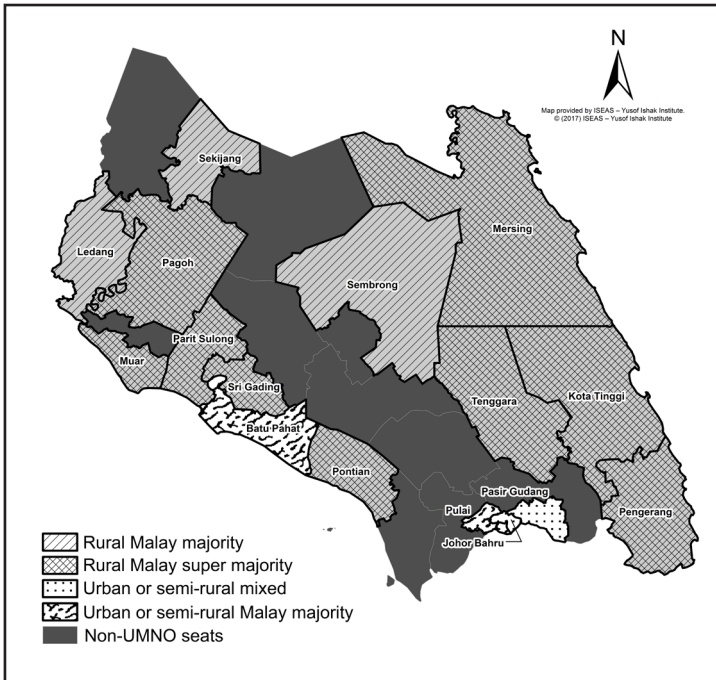 N
Map provided by ISEAS – Yusof Ishak Institute.
© (2017) ISEAS – Yusof Ishak Institute
Sekijang
Mersing
Ledang
Pagoh
Sembrong
Parit Sulong
Muar
Sri Gading
Kota Tinggi
Tenggara
Batu Pahat
Pontian
Pasir Gudang
Pulai
Pengerang
Johor Bahru
Rural Malay majority
Rural Malay super majority
Urban or semi-rural mixed
Urban or semi-rural Malay majority
Non-UMNO seats